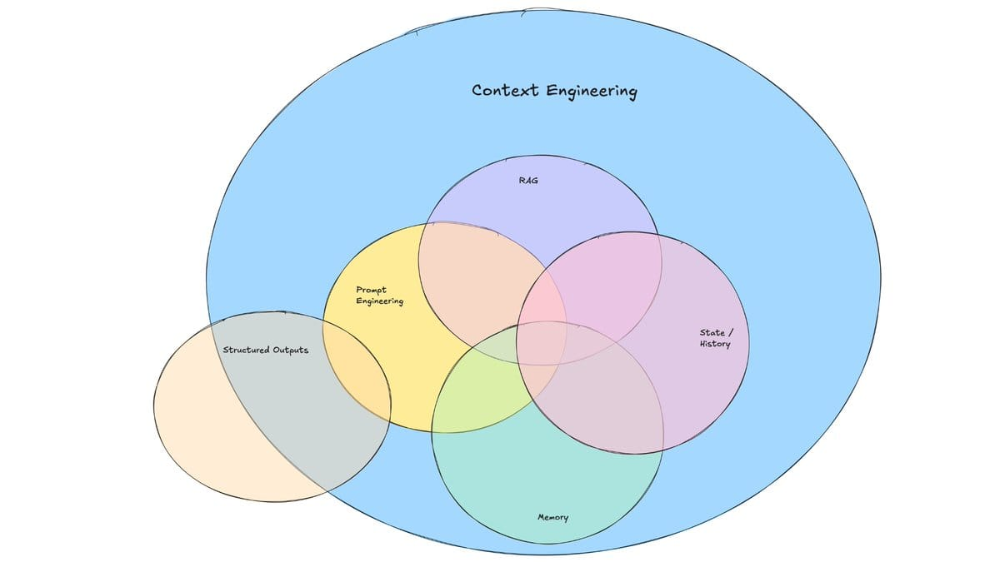 Context Engineering
RAG
Prompt
Engineering
State /
History
Structured Outputs
Memory